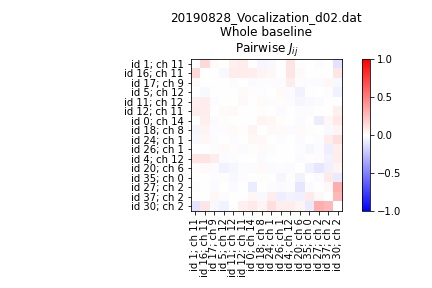 20190828_Vocalization_d02.dat
Whole baseline
Pairwise J_{ij}
id 1; ch 11
id 16; ch 11
id 17; ch 9
id 5; ch 12
id 11; ch 12
id 12; ch 11
id 0; ch 14
id 18; ch 8
id 24; ch 1
id 26; ch 1
id 4; ch 12
id 20; ch 6
id 35; ch 0
id 27; ch 2
id 37; ch 2
id 30; ch 2
id 1; ch 11
id 16; ch 11
id 17; ch 9
id 5; ch 12
id 11; ch 12
id 12; ch 11
id 0; ch 14
id 18; ch 8
id 24; ch 1
id 26; ch 1
id 4; ch 12
id 20; ch 6
id 35; ch 0
id 27; ch 2
id 37; ch 2
id 30; ch 2
1.0
0.5
0.0
−0.5
−1.0